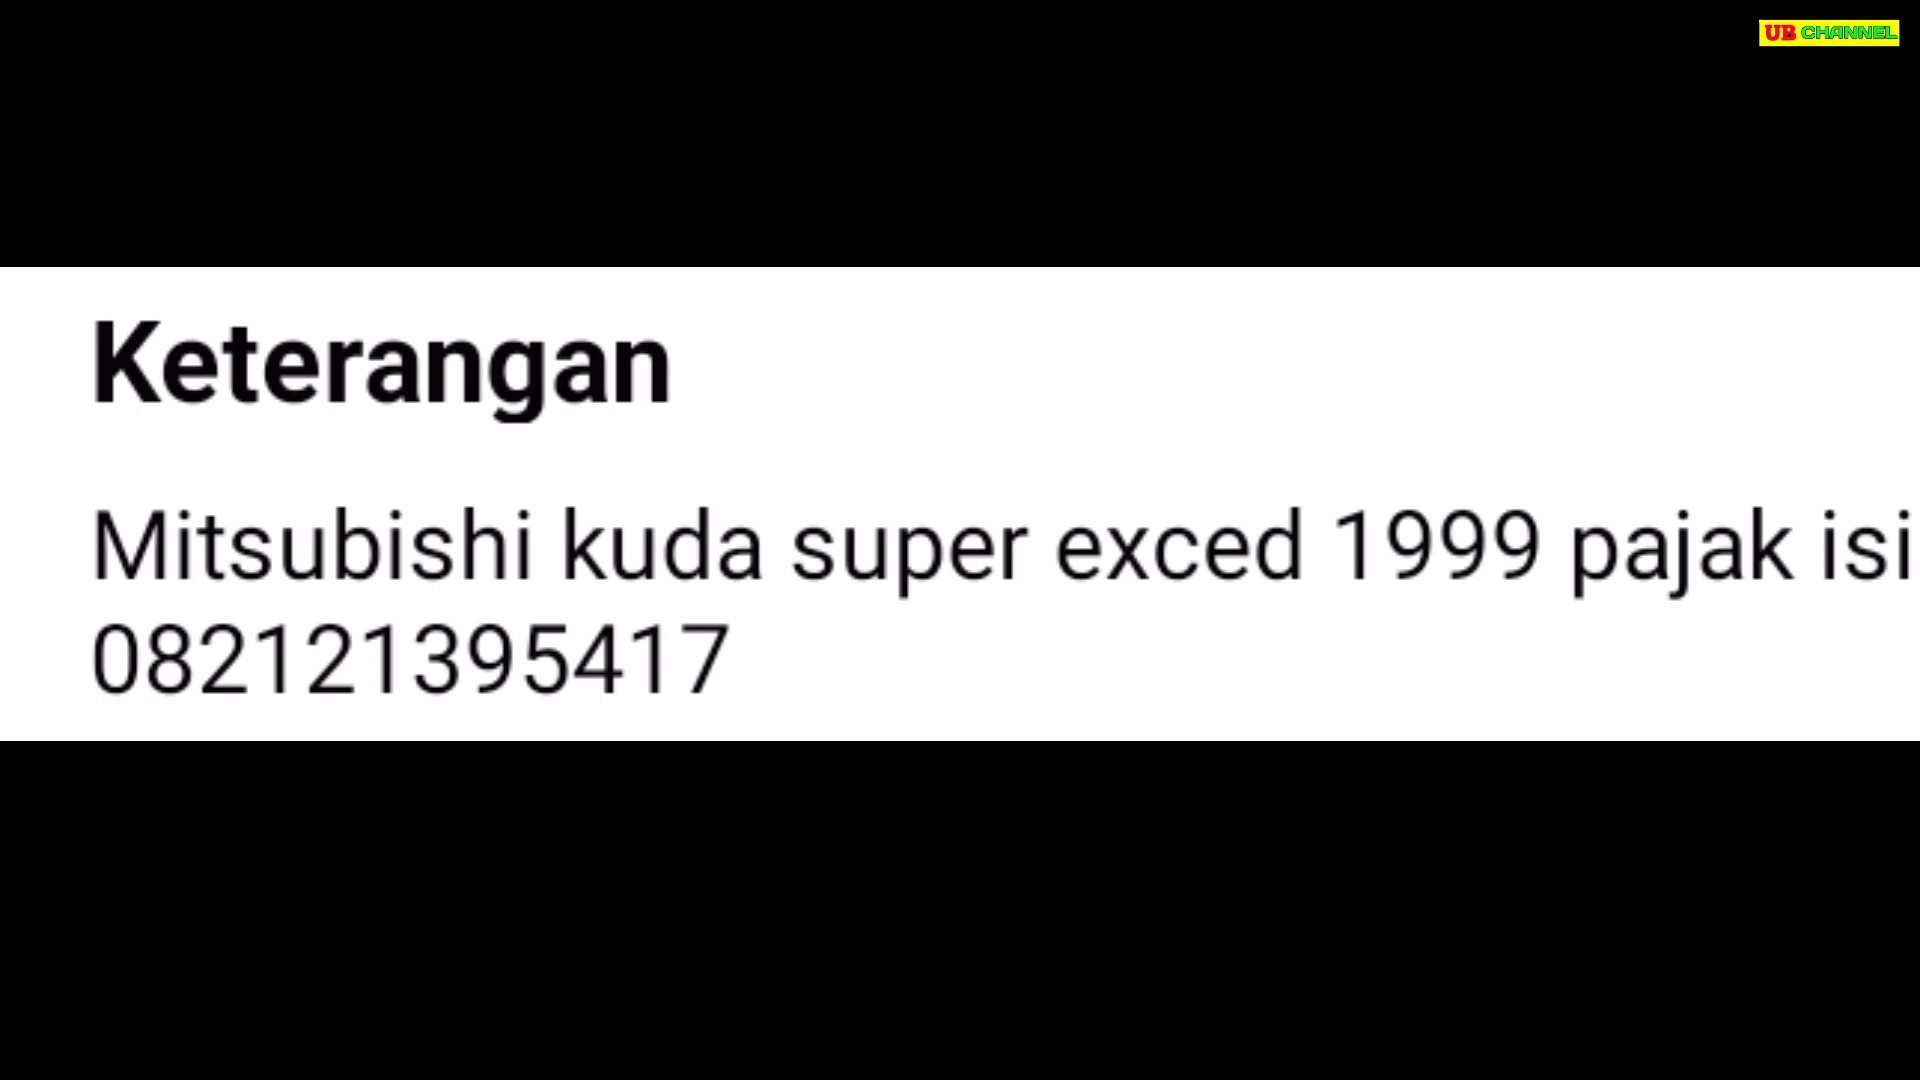 UB CHANNEL
Keterangan
Mitsubishi kuda super exced 1999 pajak isi
082121395417